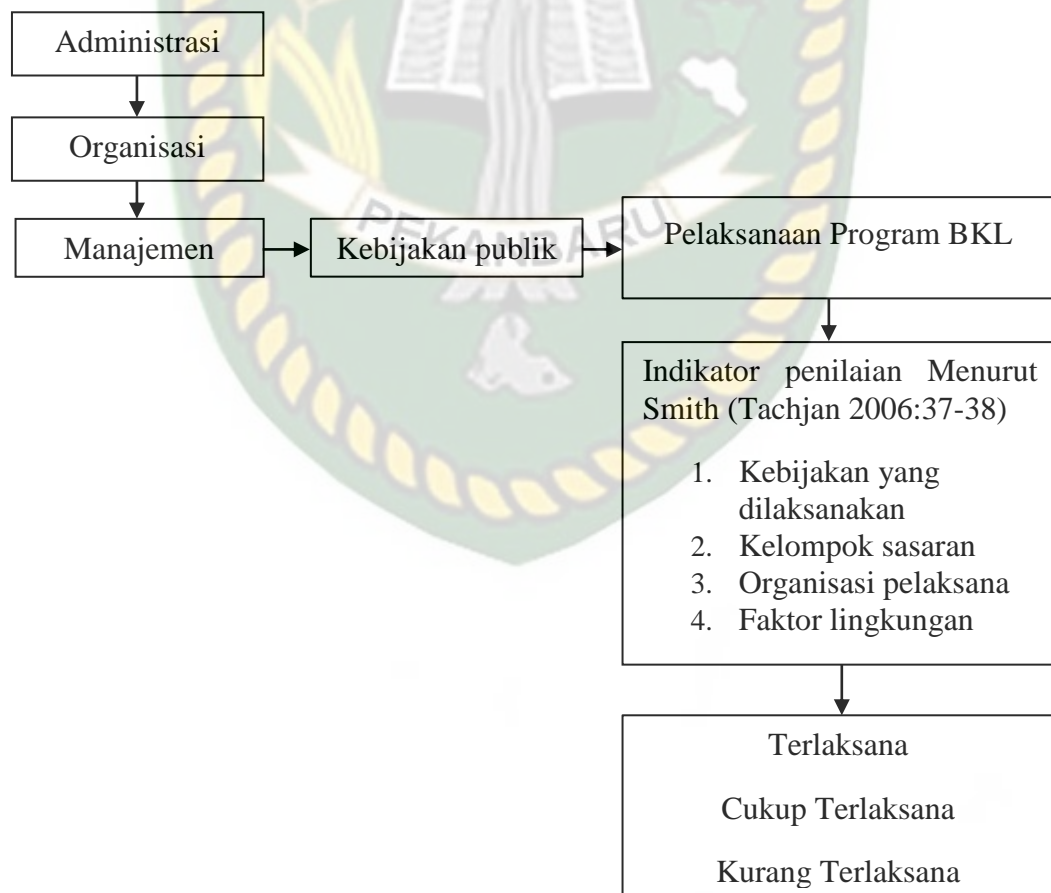 Administrasi
Organisasi
Manajemen
Kebijakan publik
Pelaksanaan Program BKL
PEKANBARU
Indikator penilaian Menurut
Smith (Tachjan 2006:37-38)
1. Kebijakan yang
dilaksanakan
2. Kelompok sasaran
3. Organisasi pelaksana
4. Faktor lingkungan
Terlaksana
Cukup Terlaksana
Kurang Terlaksana